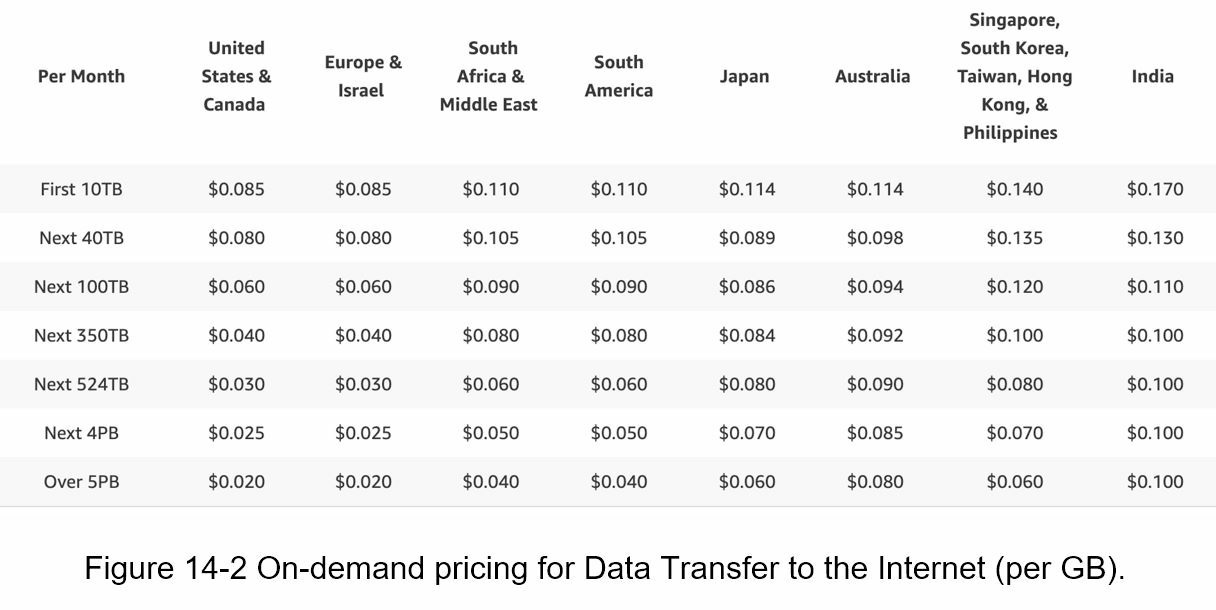 Per Month United States & Canada Europe & Israel South Africa & Middle East South America Japan Australia Singapore, South Korea, Taiwan, Hong Kong, & Philippines India
First 10TB $0.085 $0.085 $0.110 $0.110 $0.114 $0.114 $0.140 $0.170
Next 40TB $0.080 $0.080 $0.105 $0.105 $0.089 $0.098 $0.135 $0.130
Next 100TB $0.060 $0.060 $0.090 $0.090 $0.086 $0.094 $0.120 $0.110
Next 350TB $0.040 $0.040 $0.080 $0.080 $0.084 $0.092 $0.100 $0.100
Next 524TB $0.030 $0.030 $0.060 $0.060 $0.080 $0.090 $0.080 $0.100
Next 4PB $0.025 $0.025 $0.050 $0.050 $0.070 $0.085 $0.070 $0.100
Over 5PB $0.020 $0.020 $0.040 $0.040 $0.060 $0.080 $0.060 $0.100
Figure 14-2 On-demand pricing for Data Transfer to the Internet (per GB).